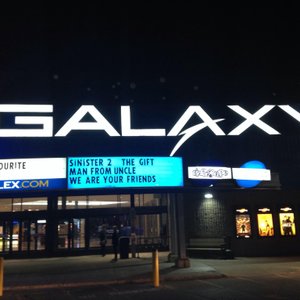 GALAXY
OURITE
SINISTER 2 THE GIFT
MAN FROM UNCLE
WE ARE YOUR FRIENDS
LEX.COM